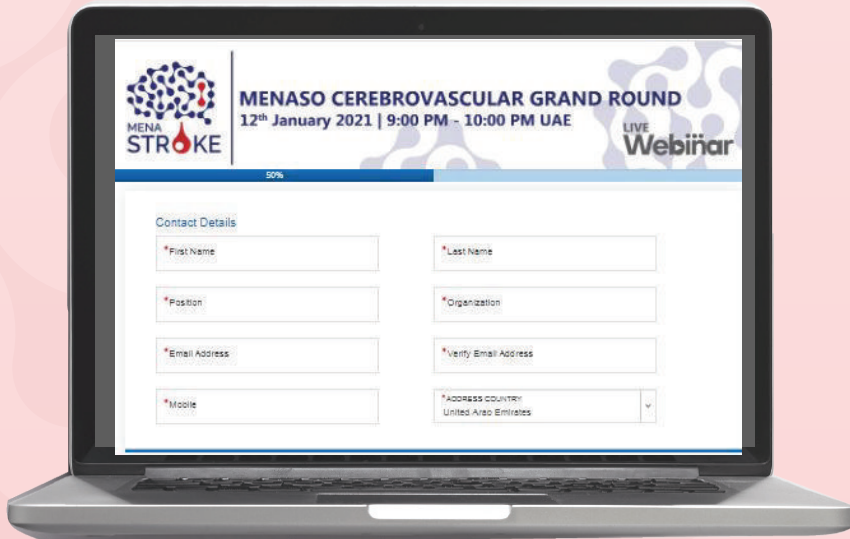 MENA
STROKE
MENASO CEREBROVASCULAR GRAND ROUND
12th January 2021 | 9:00 PM - 10:00 PM UAE
LIVE
Webinar
50%
Contact Details
*First Name
*Last Name
*Position
*Organization
*Email Address
*Verify Email Address
*Mobile
*ADDRESS COUNTRY
United Arab Emirates